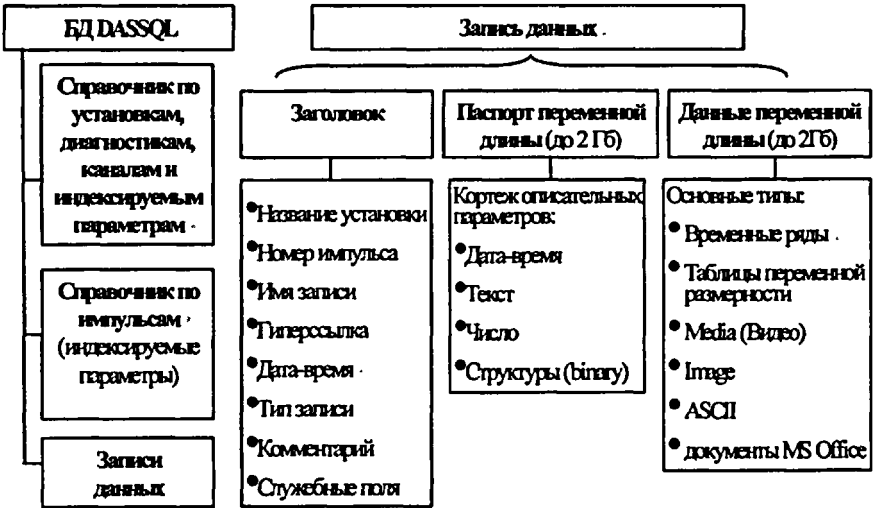 БД DASSQL
Справочник по
установкам,
диагностикам,
каналам и
индексируемым
параметрам
Справочник по
импульсам
(индексируемые
параметры)
Записи
данных
Запись данных
Заголовок
•Название установки
•Номер импульса
•Имя записи
•Гиперссылка
•Дата-время
•Тип записи
•Комментарий
•Служебные поля
Паспорт переменной
длины (до 2 Гб)
Кортеж описательных
параметров:
•Дата-время
•Текст
•Число
•Структуры (binary)
Данные переменной
длины (до 2Гб)
Основные типы:
• Временные ряды
• Таблицы переменной
размерности
• Media (Видео)
• Image
• ASCII
• документы MS Office